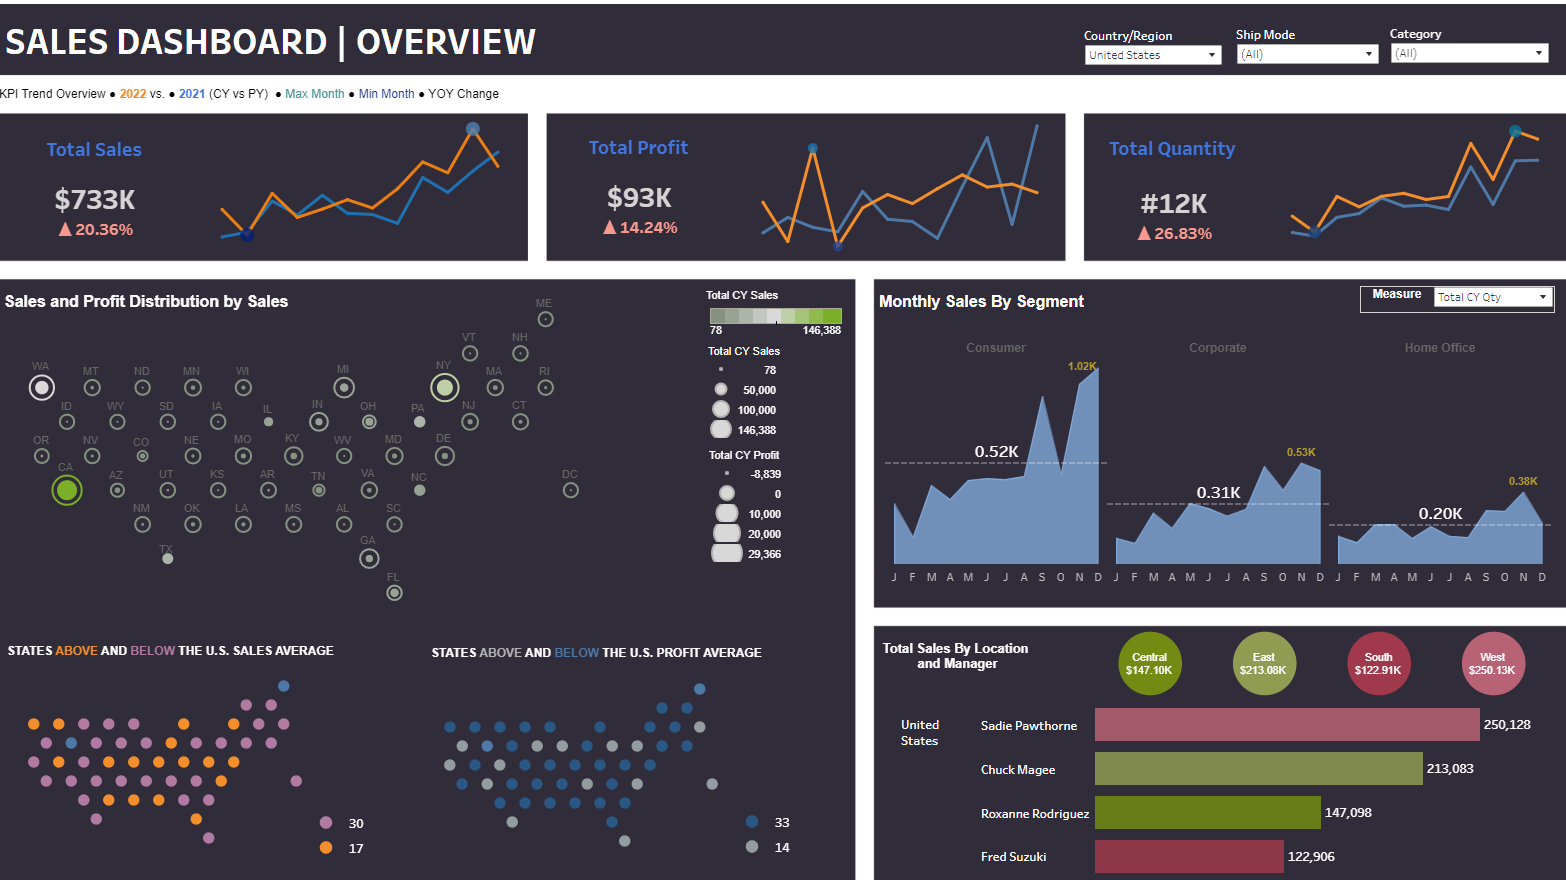 SALES DASHBOARD | OVERVIEW
Country/Region
United States
Ship Mode
(All)
Category
(All)
KPI Trend Overview ● 2022 vs. ● 2021 (CY vs PY) ● Max Month ● Min Month ● YOY Change
Total Sales
$733K
▲ 20.36%
Total Profit
$93K
▲ 14.24%
Total Quantity
#12K
▲ 26.83%
Sales and Profit Distribution by Sales
ME
VT NH
WA MT ND MN WI MI NY MA RI
ID WY SD IA IL IN OH PA NJ CT
OR NV CO NE MO KY WV MD DE
CA AZ UT KS AR TN VA NC DC
NM OK LA MS AL SC
TX GA
FL
Total CY Sales
78 146,388
Total CY Sales
78
50,000
100,000
146,388
Total CY Profit
-8,839
0
10,000
20,000
29,366
Monthly Sales By Segment
Measure
Total CY Qty
Consumer Corporate Home Office
1.02K
0.52K
0.53K
0.31K
0.38K
0.20K
J F M A M J J A S O N D J F M A M J J A S O N D J F M A M J J A S O N D
STATES ABOVE AND BELOW THE U.S. SALES AVERAGE
30
17
STATES ABOVE AND BELOW THE U.S. PROFIT AVERAGE
33
14
Total Sales By Location
and Manager
Central
$147.10K
East
$213.08K
South
$122.91K
West
$250.13K
United
States
Sadie Pawthorne 250,128
Chuck Magee 213,083
Roxanne Rodriguez 147,098
Fred Suzuki 122,906